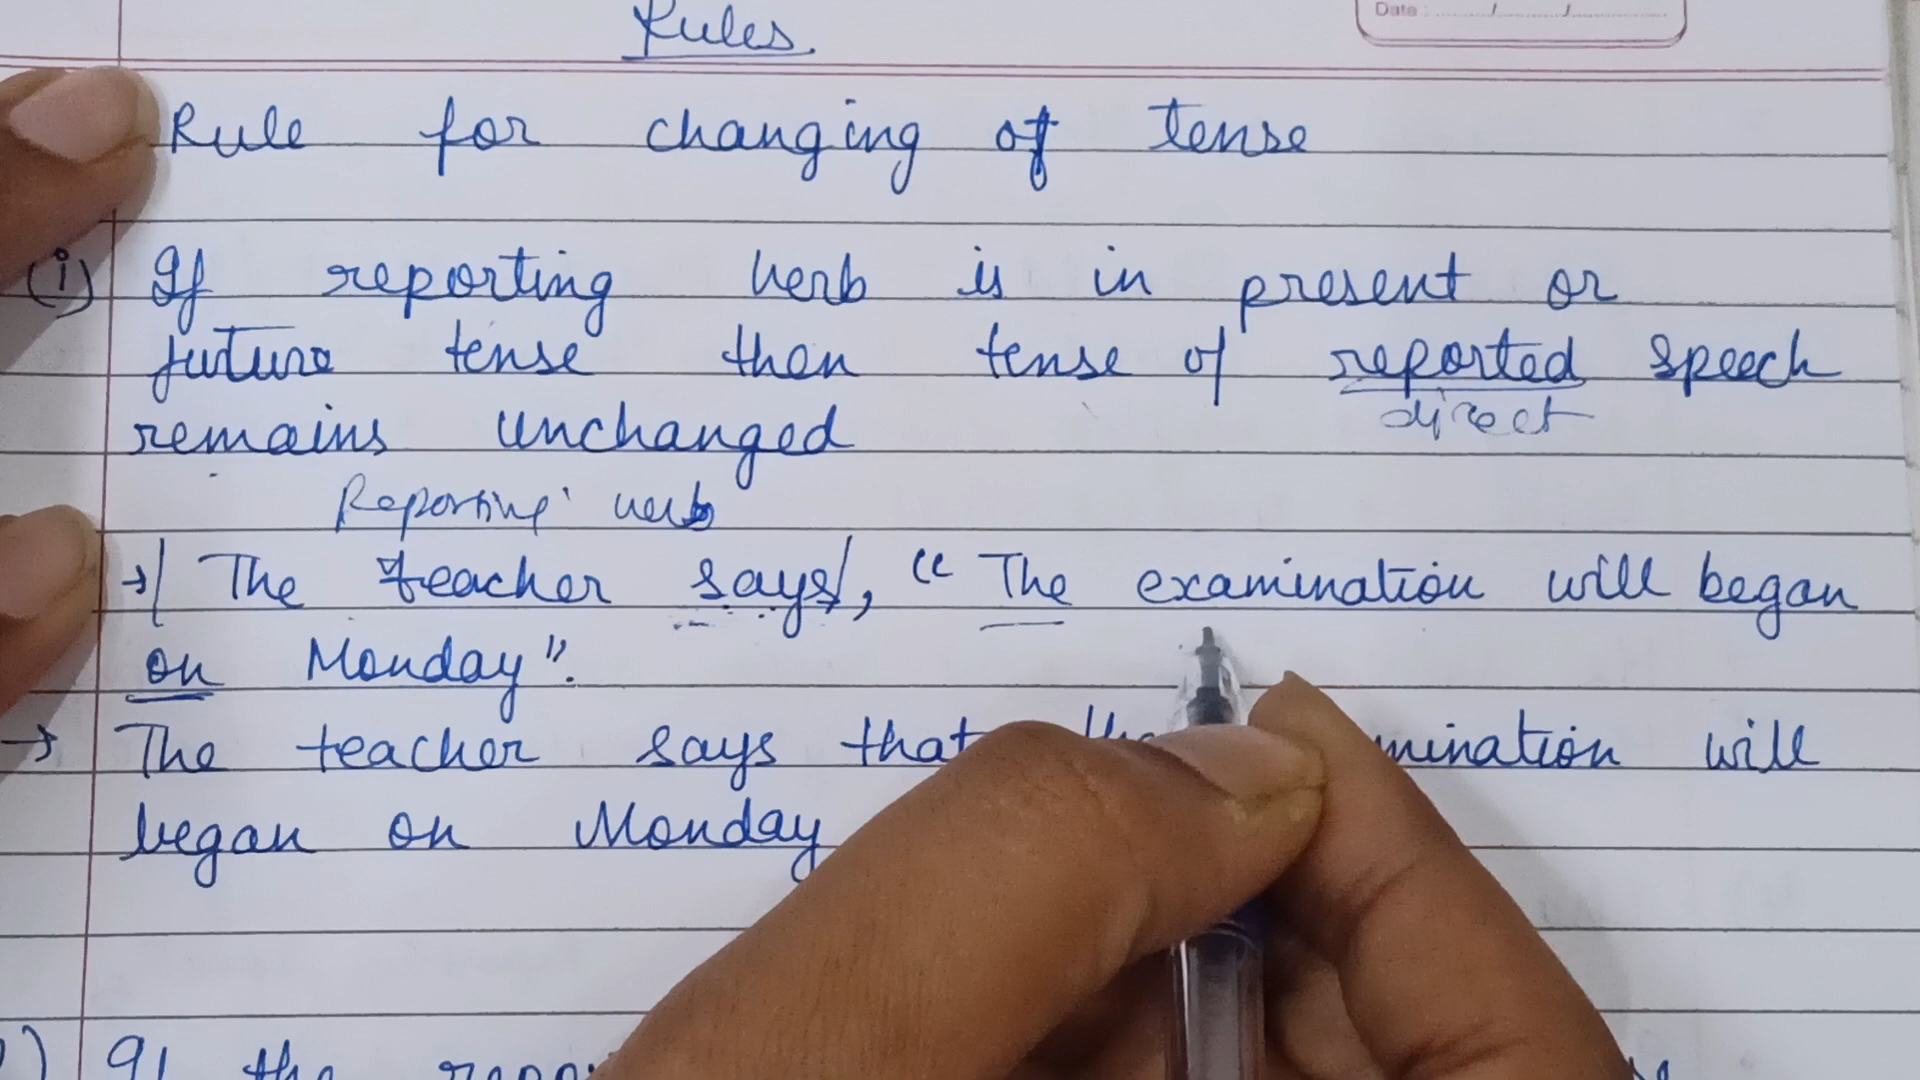 Rules.
Date : ....../....../......
Rule for changing of tense
(i) If reporting verb is in present or
future tense then tense of reported speech
direct
remains unchanged
Reporting verb
→ The teacher says, "The examination will began
on Monday".
→ The teacher says that mination will
began on Monday
the